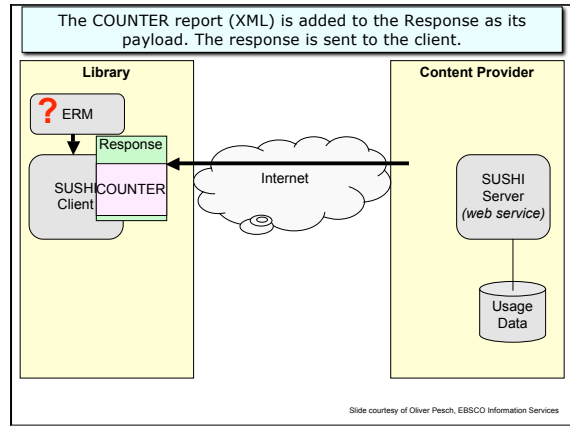 The COUNTER report (XML) is added to the Response as its
payload. The response is sent to the client.
Library
Content Provider
? ERM
Response
SUSHI
Client
COUNTER
Internet
SUSHI
Server
(web service)
Usage
Data
Slide courtesy of Oliver Pesch, EBSCO Information Services